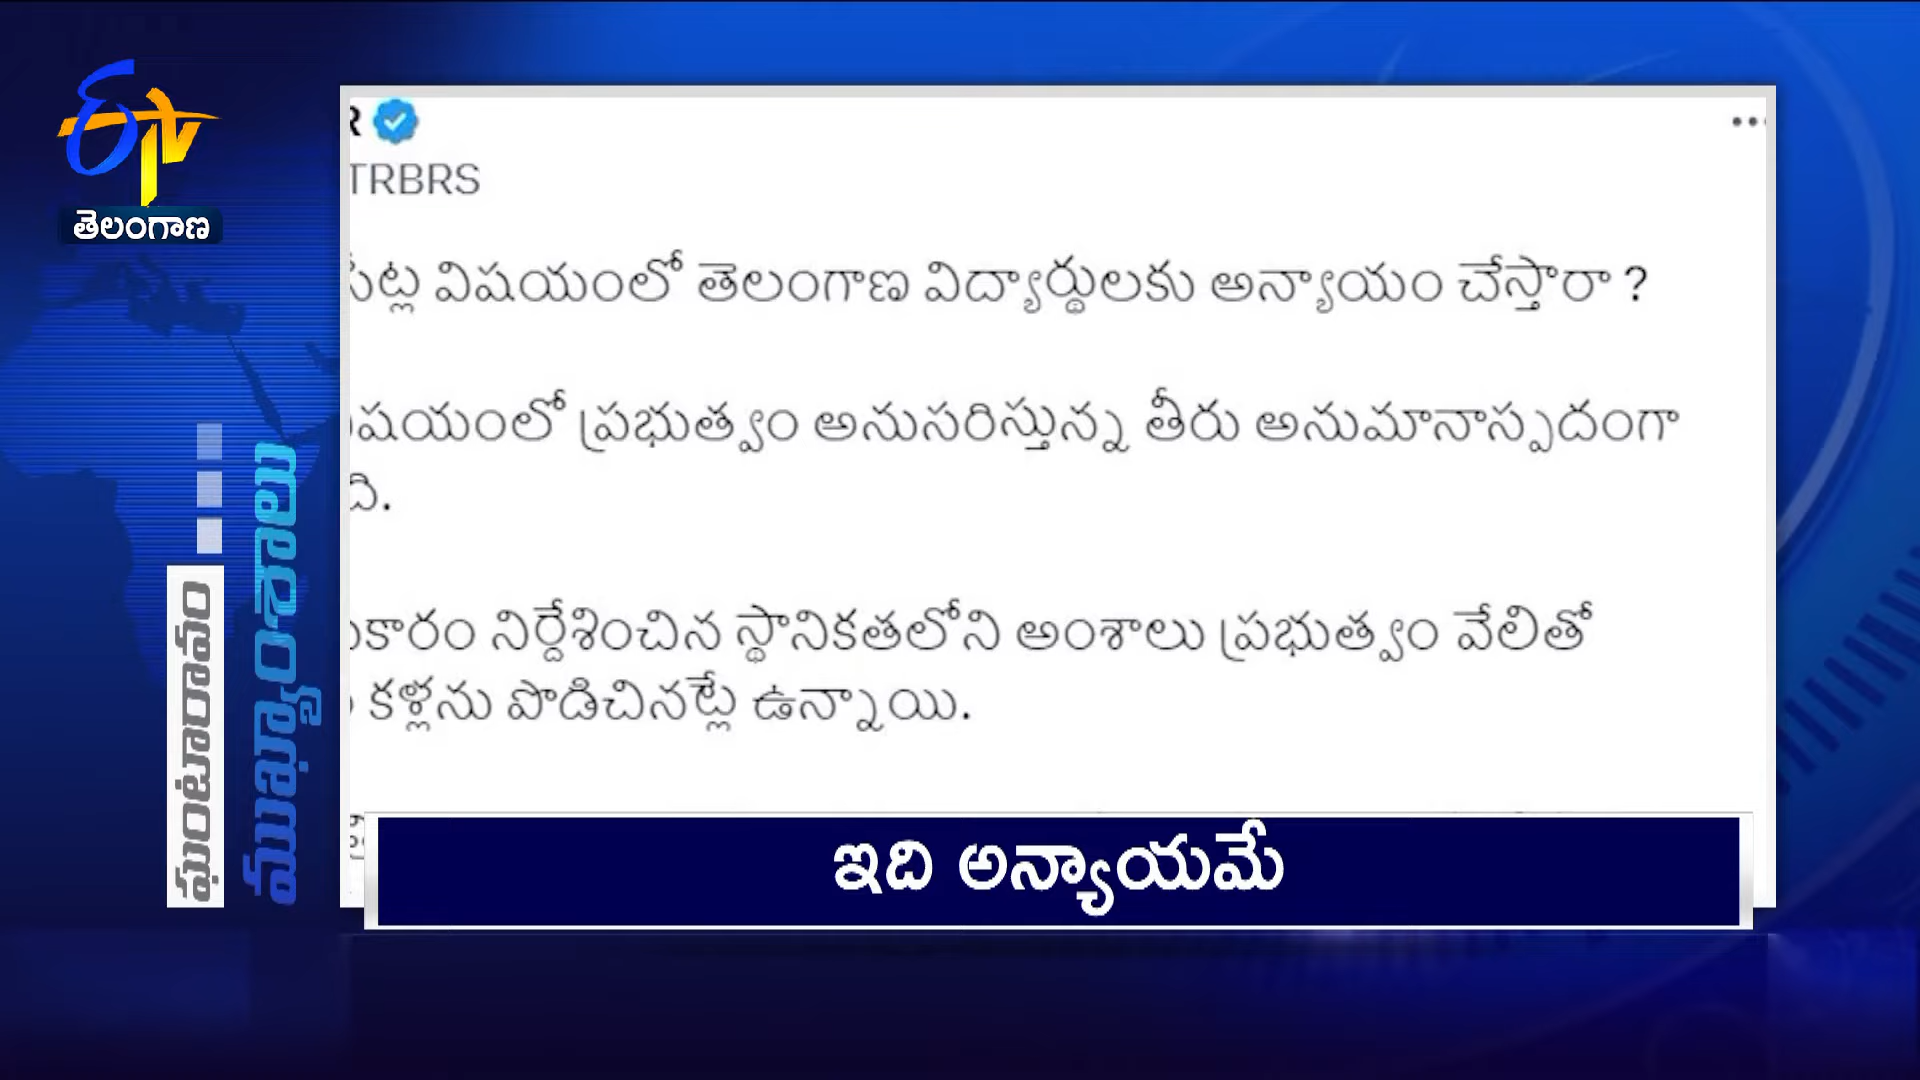 ETV
తెలంగాణ
R
TRBRS
సీట్ల విషయంలో తెలంగాణ విద్యార్థులకు అన్యాయం చేస్తారా ?
విషయంలో ప్రభుత్వం అనుసరిస్తున్న తీరు అనుమానాస్పదంగా
ది.
నిర్దేశించిన స్థానికతలోని అంశాలు ప్రభుత్వం వేలితో
కళ్లను పొడిచినట్లే ఉన్నాయి.
ఇది అన్యాయమే
ఘంటారావం